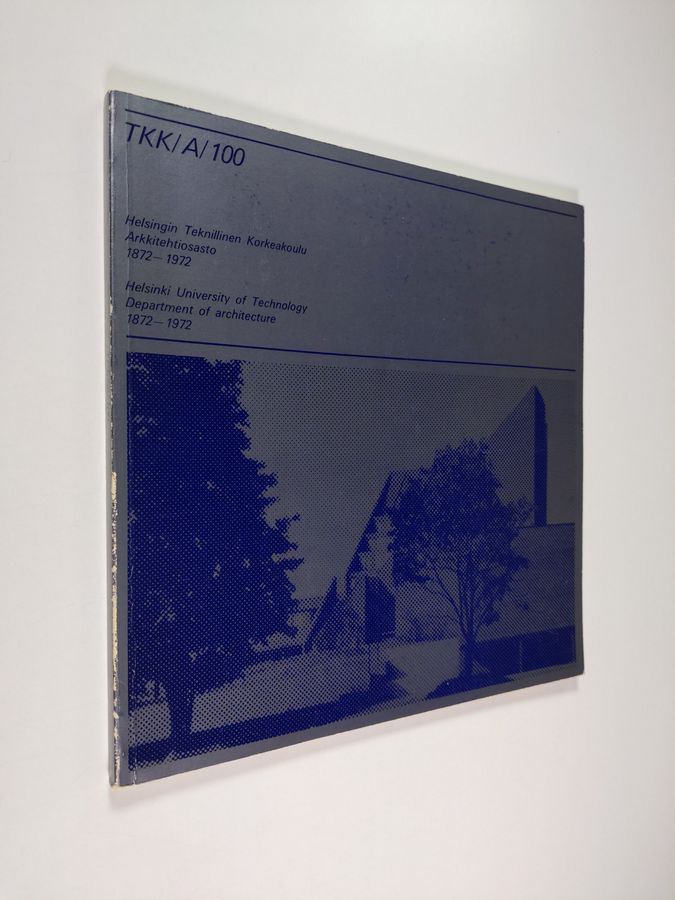 TKK/A/100
Helsingin Teknillinen Korkeakoulu
Arkkitehtiosasto
1872—1972
Helsinki University of Technology
Department of architecture
1872—1972